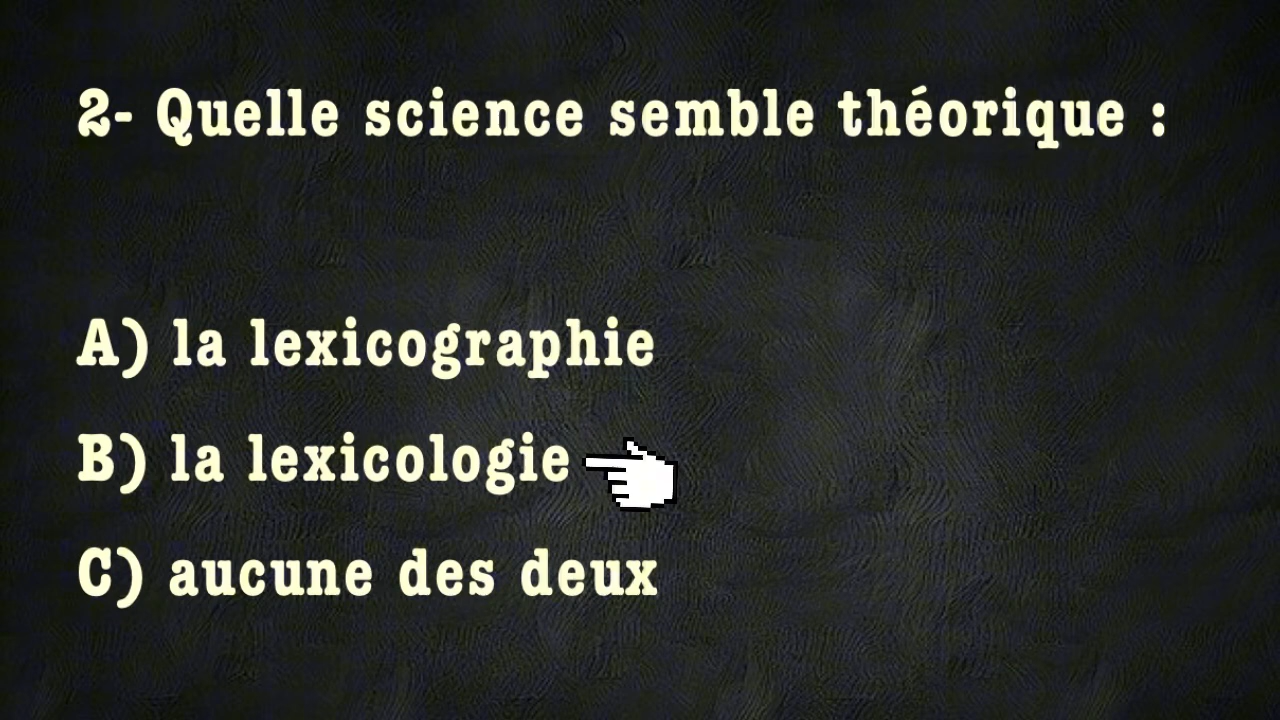 2- Quelle science semble théorique :
A) la lexicographie
B) la lexicologie
C) aucune des deux